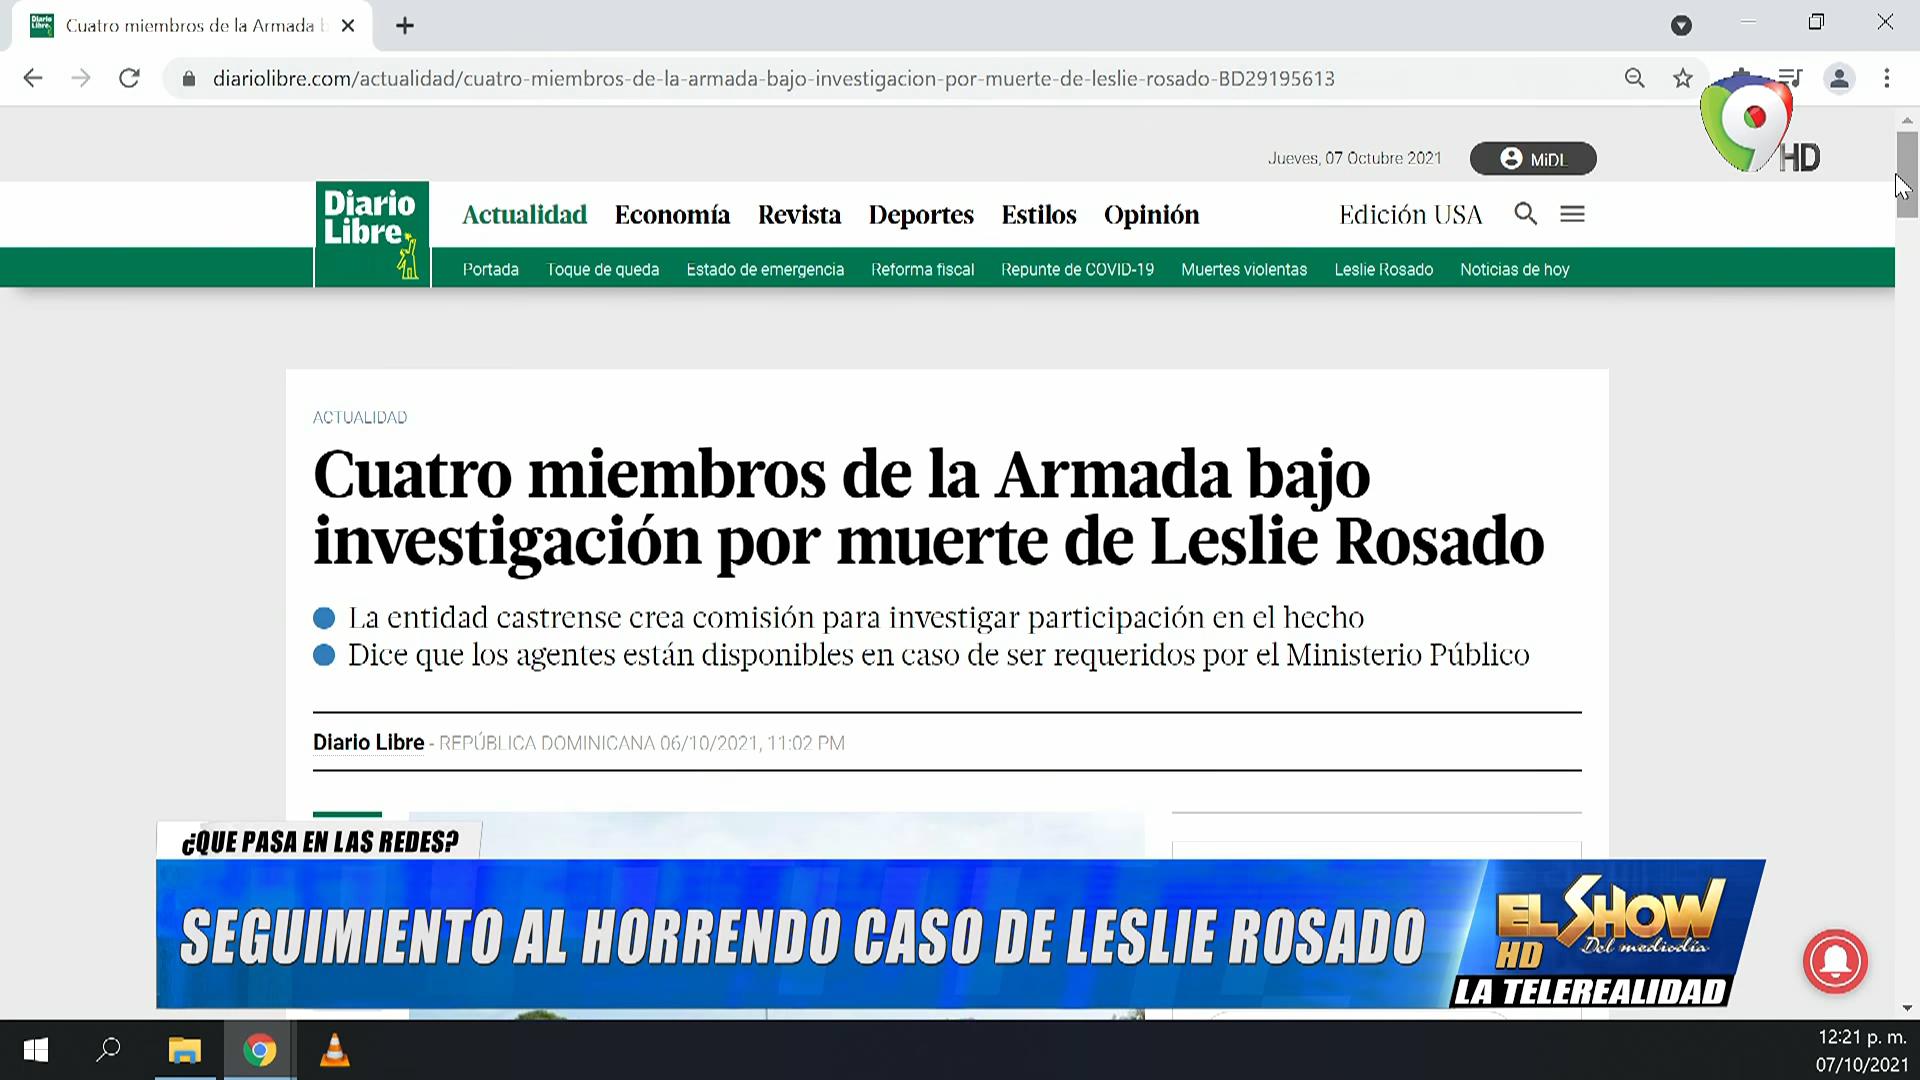 Diario Libre.
Cuatro miembros de la Armada b
diariolibre.com/actualidad/cuatro-miembros-de-la-armada-bajo-investigacion-por-muerte-de-leslie-rosado-BD29195613
HD
Jueves, 07 Octubre 2021
MiDL
Diario
Libre.
Actualidad Economía Revista Deportes Estilos Opinión Edición USA
Portada Toque de queda Estado de emergencia Reforma fiscal Repunte de COVID-19 Muertes violentas Leslie Rosado Noticias de hoy
ACTUALIDAD
Cuatro miembros de la Armada bajo
investigación por muerte de Leslie Rosado
La entidad castrense crea comisión para investigar participación en el hecho
Dice que los agentes están disponibles en caso de ser requeridos por el Ministerio Público
Diario Libre - REPÚBLICA DOMINICANA 06/10/2021, 11:02 PM
¿QUE PASA EN LAS REDES?
SEGUIMIENTO AL HORRENDO CASO DE LESLIE ROSADO
EL SHOW
Del mediodía
HD
LA TELEREALIDAD
12:21 p. m.
07/10/2021